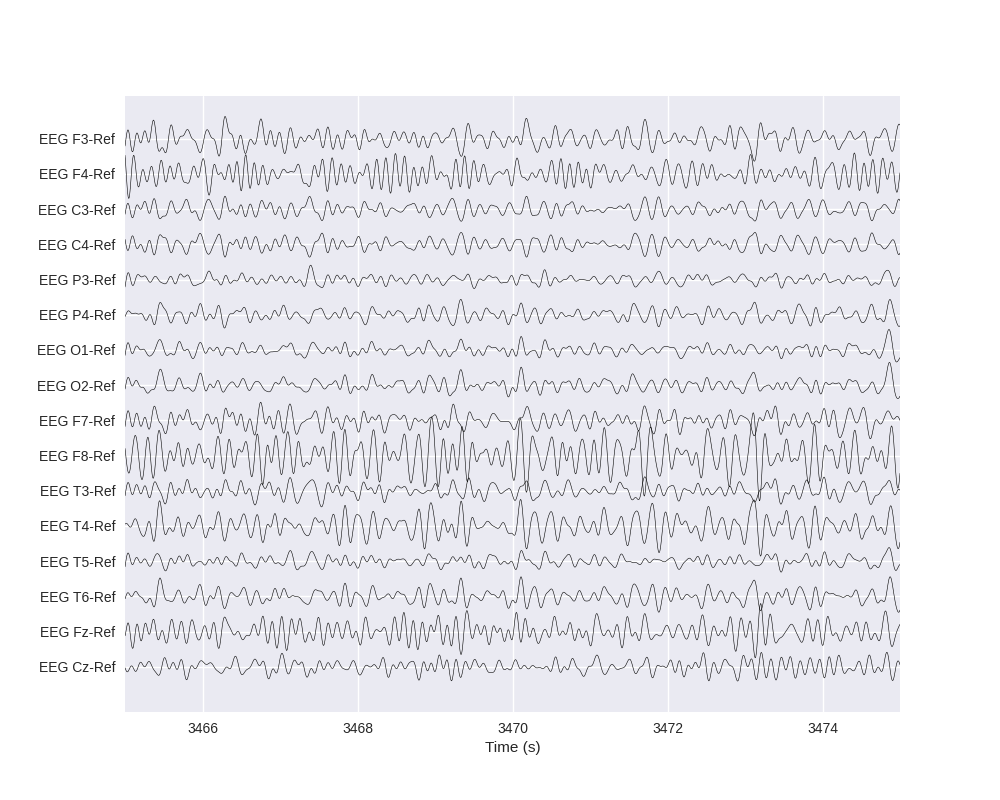 EEG F3-Ref
EEG F4-Ref
EEG C3-Ref
EEG C4-Ref
EEG P3-Ref
EEG P4-Ref
EEG O1-Ref
EEG O2-Ref
EEG F7-Ref
EEG F8-Ref
EEG T3-Ref
EEG T4-Ref
EEG T5-Ref
EEG T6-Ref
EEG Fz-Ref
EEG Cz-Ref
3466 3468 3470 3472 3474
Time (s)